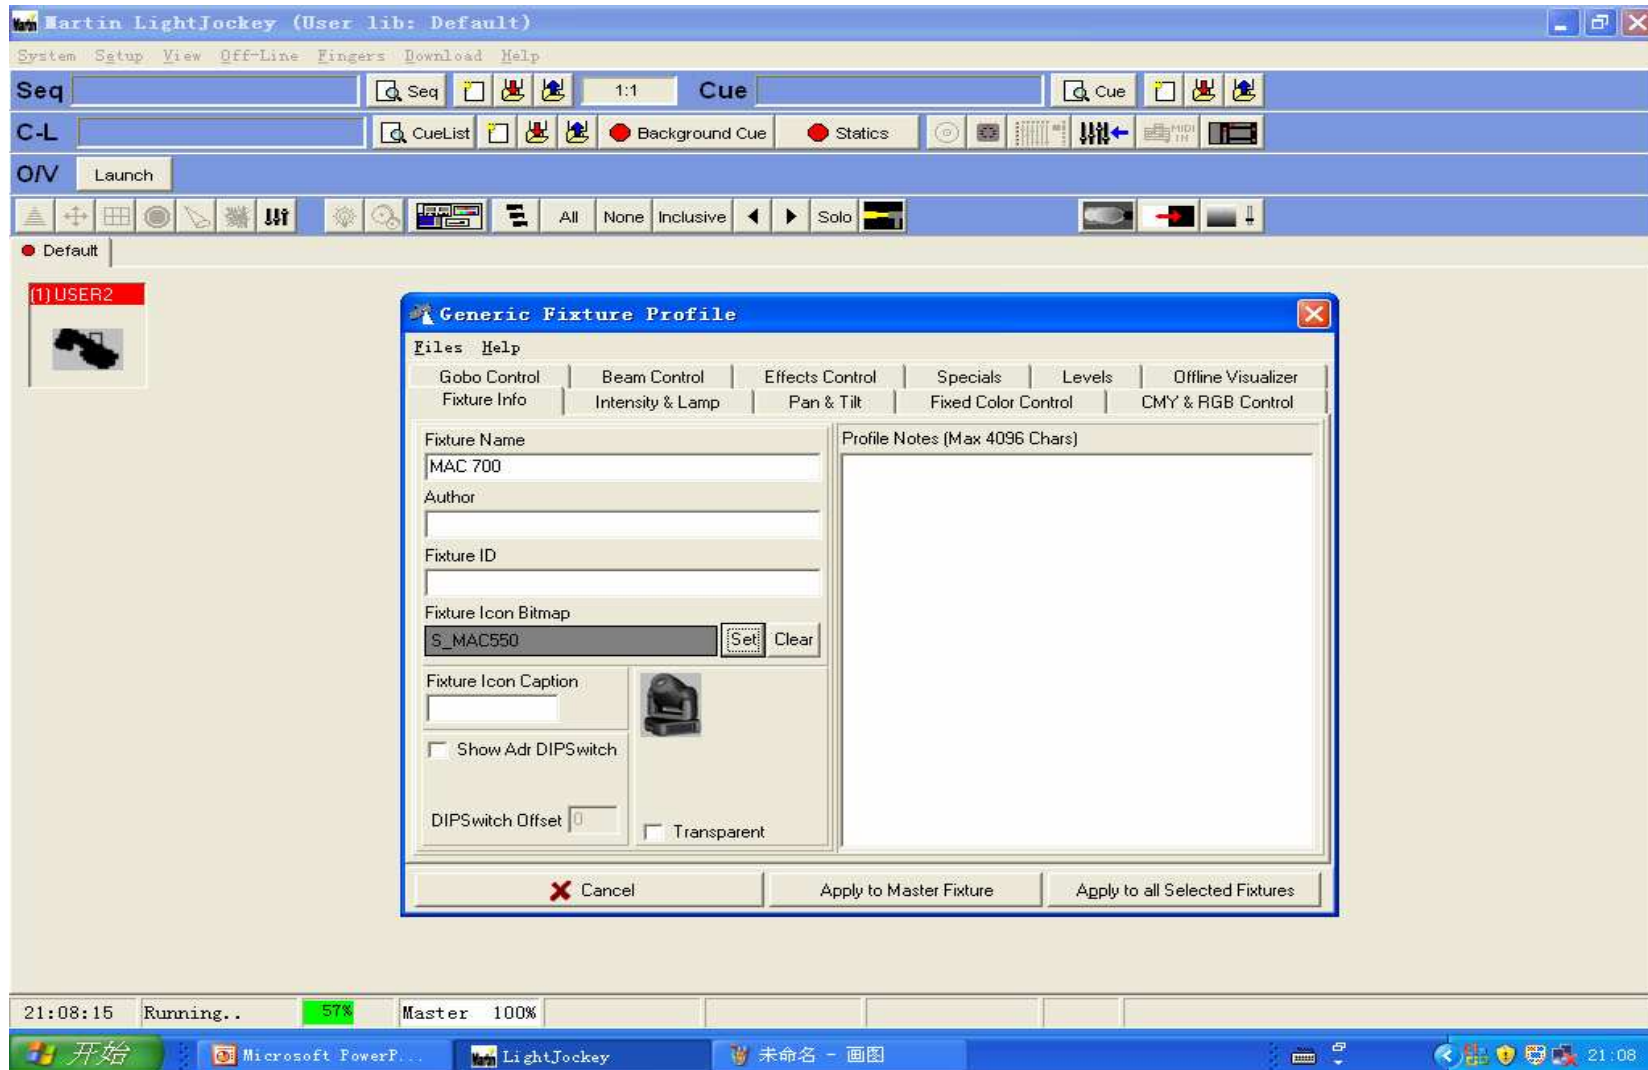 Martin Martin LightJockey (User lib: Default)
System Setup View Off-Line Fingers Download Help
Seq Seq 1:1 Cue Cue
C-L CueList Background Cue Statics MIDI IN
O/V Launch
All None Inclusive Solo
Default
(1) USER2
Generic Fixture Profile
Files Help
Gobo Control Beam Control Effects Control Specials Levels Offline Visualizer
Fixture Info Intensity & Lamp Pan & Tilt Fixed Color Control CMY & RGB Control
Fixture Name
MAC 700
Author
Fixture ID
Fixture Icon Bitmap
S_MAC550 Set Clear
Fixture Icon Caption
Show Adr DIPSwitch
DIPSwitch Offset 0
Transparent
Profile Notes (Max 4096 Chars)
Cancel Apply to Master Fixture Apply to all Selected Fixtures
21:08:15 Running.. 57% Master 100%
开始 Microsoft PowerP... Martin LightJockey 未命名 - 画图 21:08